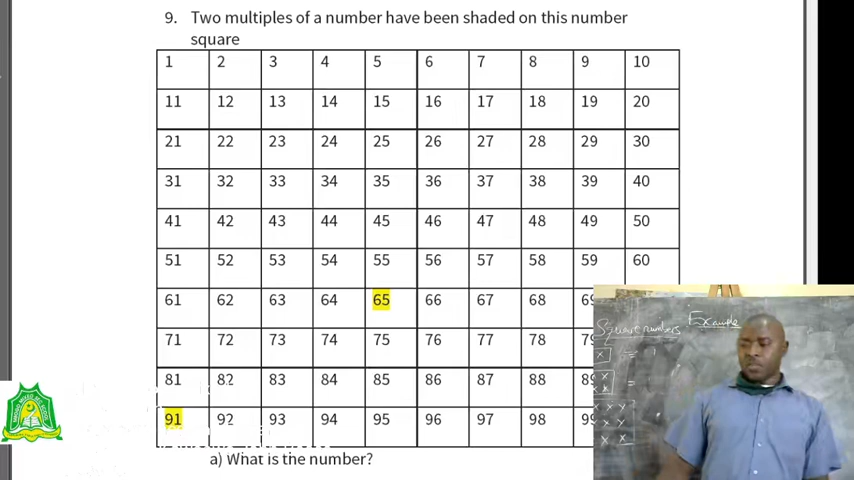 9. Two multiples of a number have been shaded on this number
square
1 2 3 4 5 6 7 8 9 10
11 12 13 14 15 16 17 18 19 20
21 22 23 24 25 26 27 28 29 30
31 32 33 34 35 36 37 38 39 40
41 42 43 44 45 46 47 48 49 50
51 52 53 54 55 56 57 58 59 60
61 62 63 64 65 66 67 68 69
71 72 73 74 75 76 77 78 79
81 82 83 84 85 86 87 88 89
91 92 93 94 95 96 97 98 99
a) What is the number?
Square numbers
Example